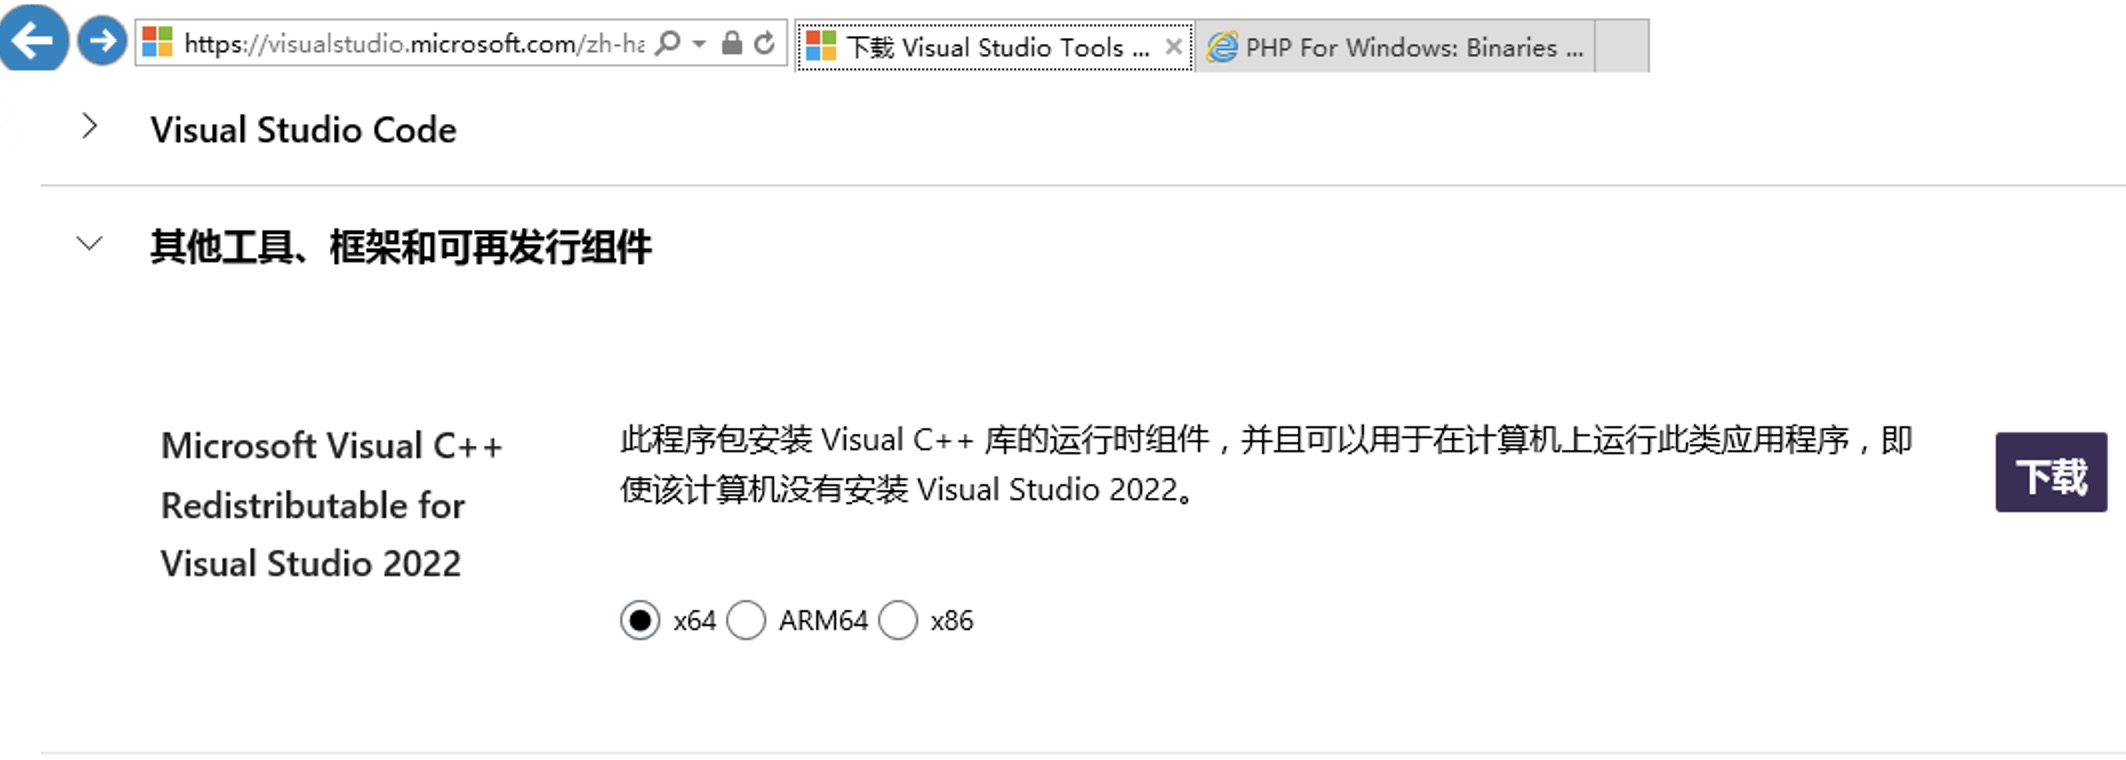 https://visualstudio.microsoft.com/zh-ha
下载 Visual Studio Tools ...
PHP For Windows: Binaries ...
Visual Studio Code
其他工具、框架和可再发行组件
Microsoft Visual C++
Redistributable for
Visual Studio 2022
此程序包安装 Visual C++ 库的运行时组件，并且可以用于在计算机上运行此类应用程序，即
使该计算机没有安装 Visual Studio 2022。
下载
x64 ARM64 x86